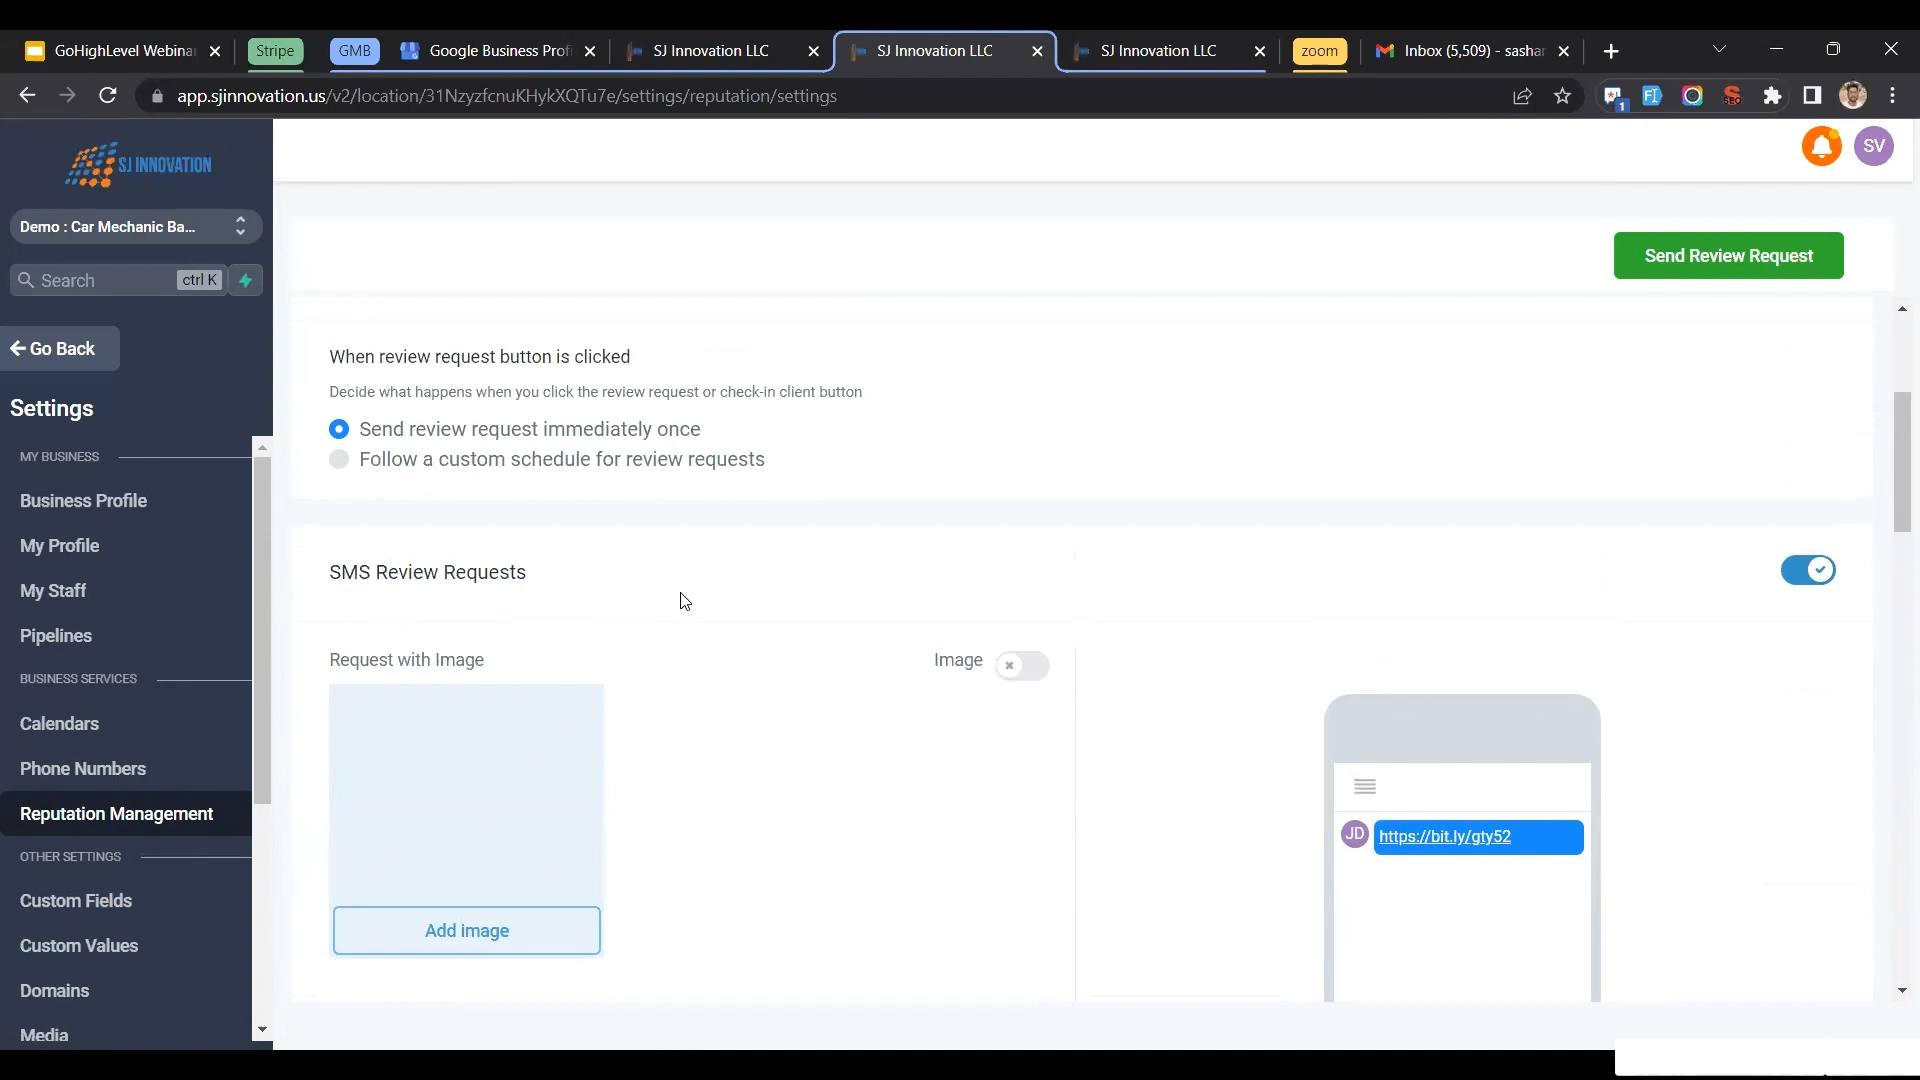 GoHighLevel Webina
Stripe
GMB
Google Business Profi
SJ Innovation LLC
SJ Innovation LLC
SJ Innovation LLC
zoom
Inbox (5,509) - sashar
app.sjinnovation.us/v2/location/31NzyzfcnuKHykXQTu7e/settings/reputation/settings
1
SEO
SJ INNOVATION
SV
Demo : Car Mechanic Ba...
Search
ctrl K
Send Review Request
Go Back
Settings
MY BUSINESS
Business Profile
My Profile
My Staff
Pipelines
BUSINESS SERVICES
Calendars
Phone Numbers
Reputation Management
OTHER SETTINGS
Custom Fields
Custom Values
Domains
Media
When review request button is clicked
Decide what happens when you click the review request or check-in client button
Send review request immediately once
Follow a custom schedule for review requests
SMS Review Requests
Request with Image
Image
Add image
JD
https://bit.ly/gty52